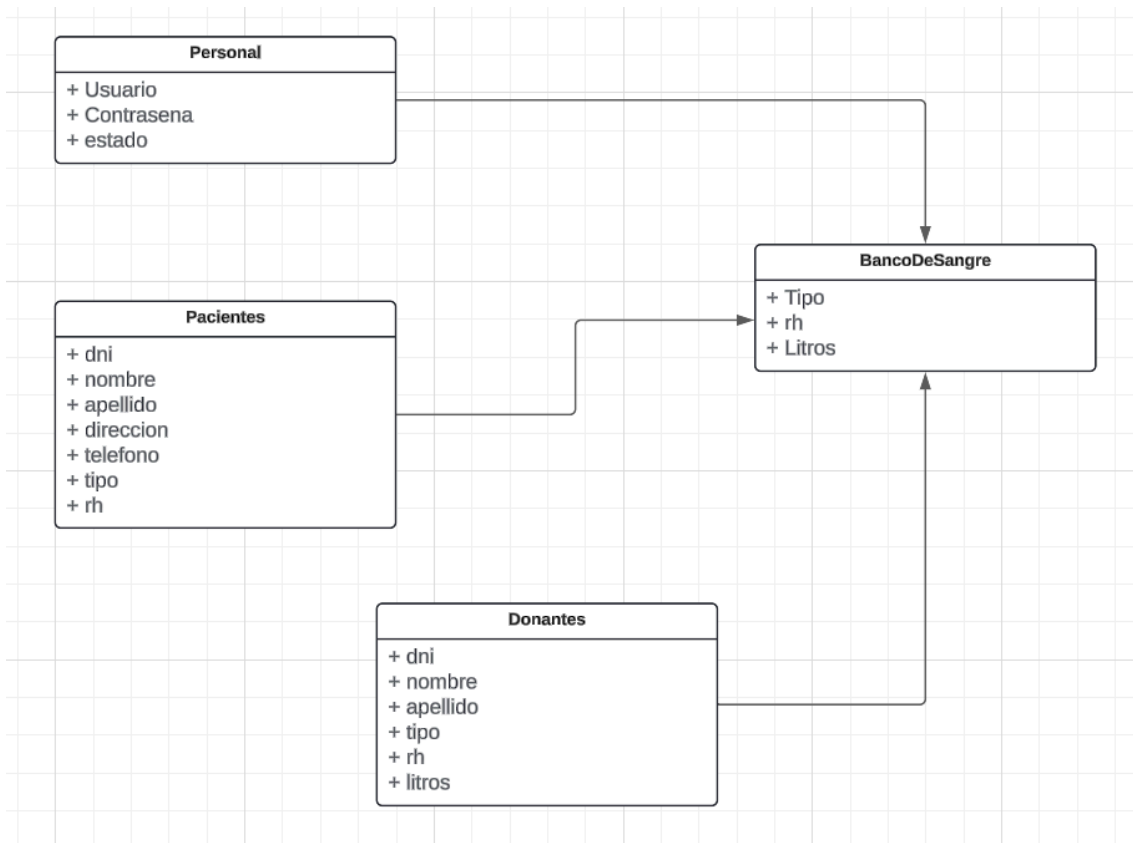 Personal
+ Usuario
+ Contrasena
+ estado
BancoDeSangre
+ Tipo
+ rh
+ Litros
Pacientes
+ dni
+ nombre
+ apellido
+ direccion
+ telefono
+ tipo
+ rh
Donantes
+ dni
+ nombre
+ apellido
+ tipo
+ rh
+ litros